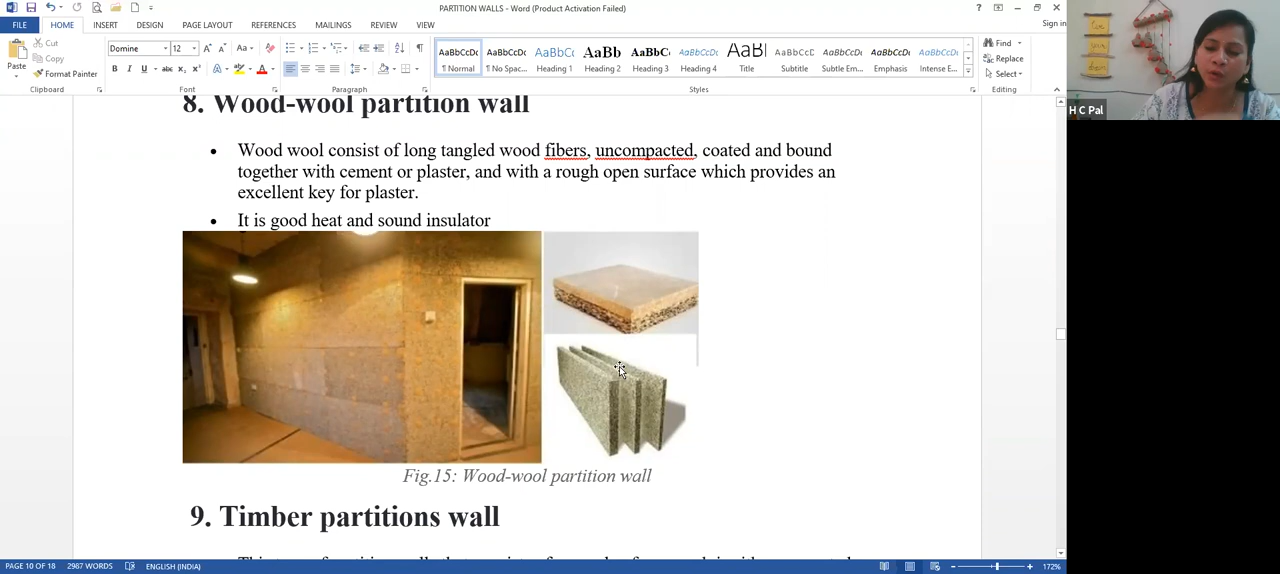 PARTITION WALLS - Word (Product Activation Failed)
FILE HOME INSERT DESIGN PAGE LAYOUT REFERENCES MAILINGS REVIEW VIEW
Sign in
Cut
Copy
Format Painter
Paste
Clipboard
Domine 12
Font
Paragraph
AaBbCcDc AaBbCcDc AaBbCc AaBb AaBbCc AaBbCcDc AaBb AaBbCcDc AaBbCcDc AaBbCcDc AaBbCcDc
¶ Normal ¶ No Spac... Heading 1 Heading 2 Heading 3 Heading 4 Title Subtitle Subtle Em... Emphasis Intense E...
Styles
Find
Replace
Select
Editing
H C Pal
8. Wood-wool partition wall
• Wood wool consist of long tangled wood fibers, uncompacted, coated and bound
together with cement or plaster, and with a rough open surface which provides an
excellent key for plaster.
• It is good heat and sound insulator
Fig.15: Wood-wool partition wall
9. Timber partitions wall
PAGE 10 OF 18 2987 WORDS ENGLISH (INDIA)
172%